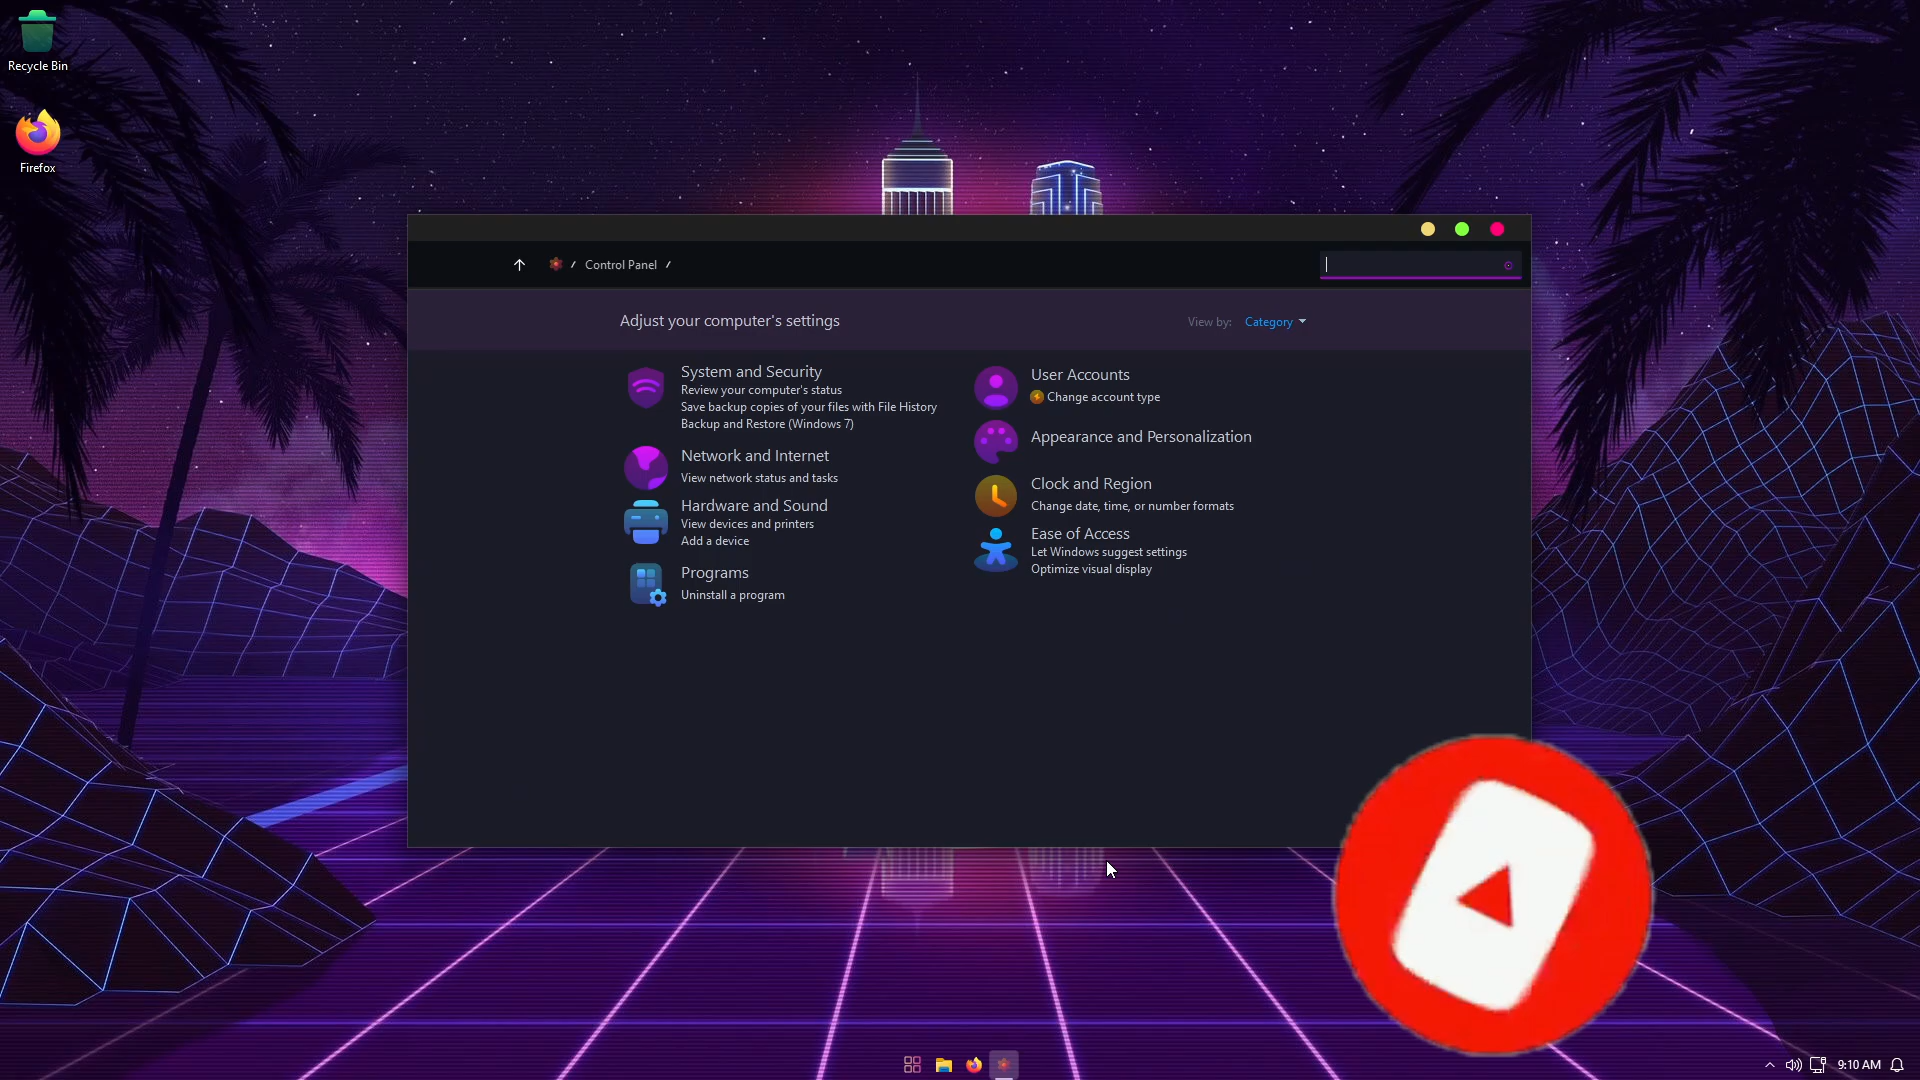 Recycle Bin
Firefox
/ Control Panel /
Adjust your computer's settings
View by: Category
System and Security
Review your computer's status
Save backup copies of your files with File History
Backup and Restore (Windows 7)
Network and Internet
View network status and tasks
Hardware and Sound
View devices and printers
Add a device
Programs
Uninstall a program
User Accounts
Change account type
Appearance and Personalization
Clock and Region
Change date, time, or number formats
Ease of Access
Let Windows suggest settings
Optimize visual display
9:10 AM